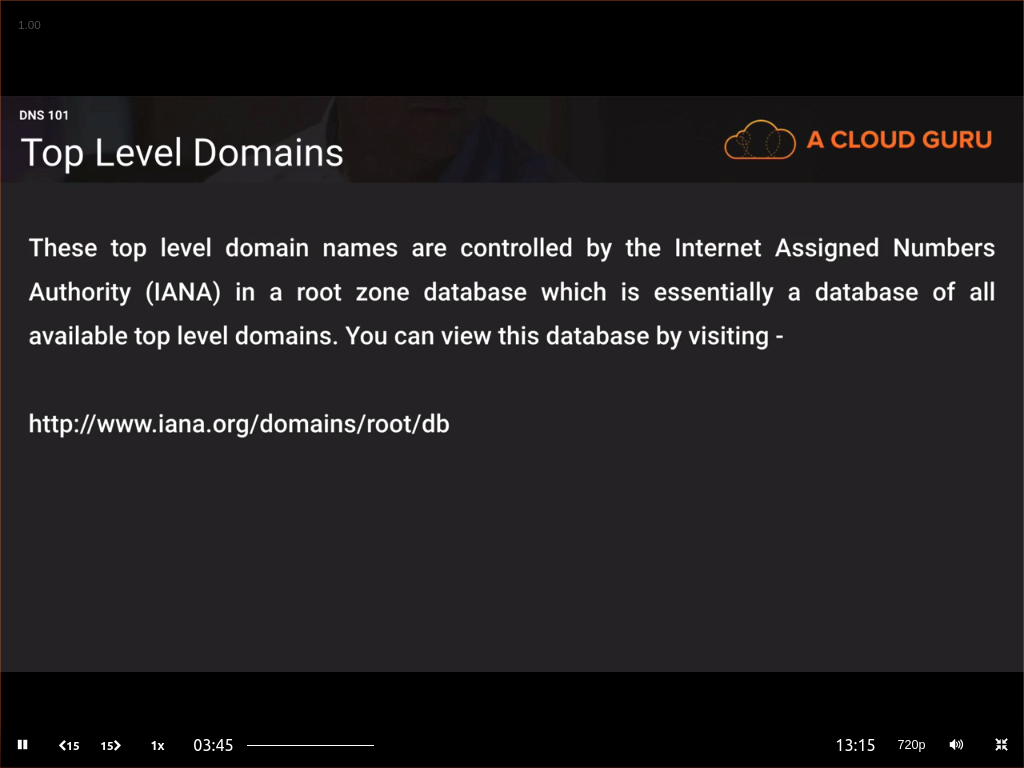 1.00
DNS 101
Top Level Domains
A CLOUD GURU
These top level domain names are controlled by the Internet Assigned Numbers
Authority (IANA) in a root zone database which is essentially a database of all
available top level domains. You can view this database by visiting -
http://www.iana.org/domains/root/db
15 15 1x 03:45 13:15 720p